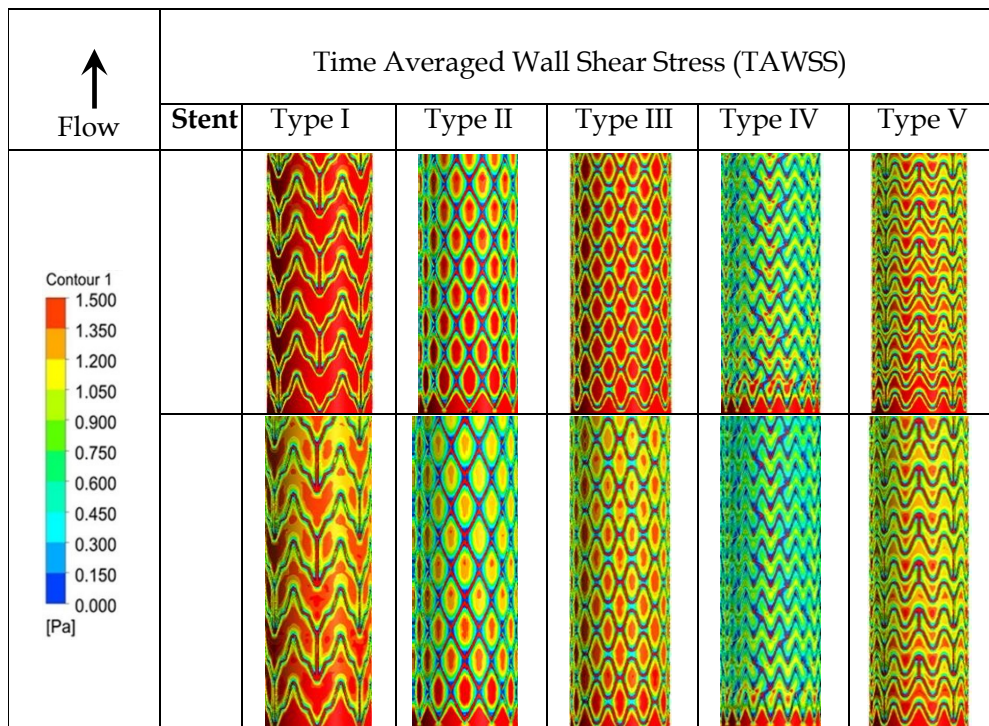 Time Averaged Wall Shear Stress (TAWSS)
Flow
Stent Type I Type II Type III Type IV Type V
Contour 1
1.500
1.350
1.200
1.050
0.900
0.750
0.600
0.450
0.300
0.150
0.000
[Pa]